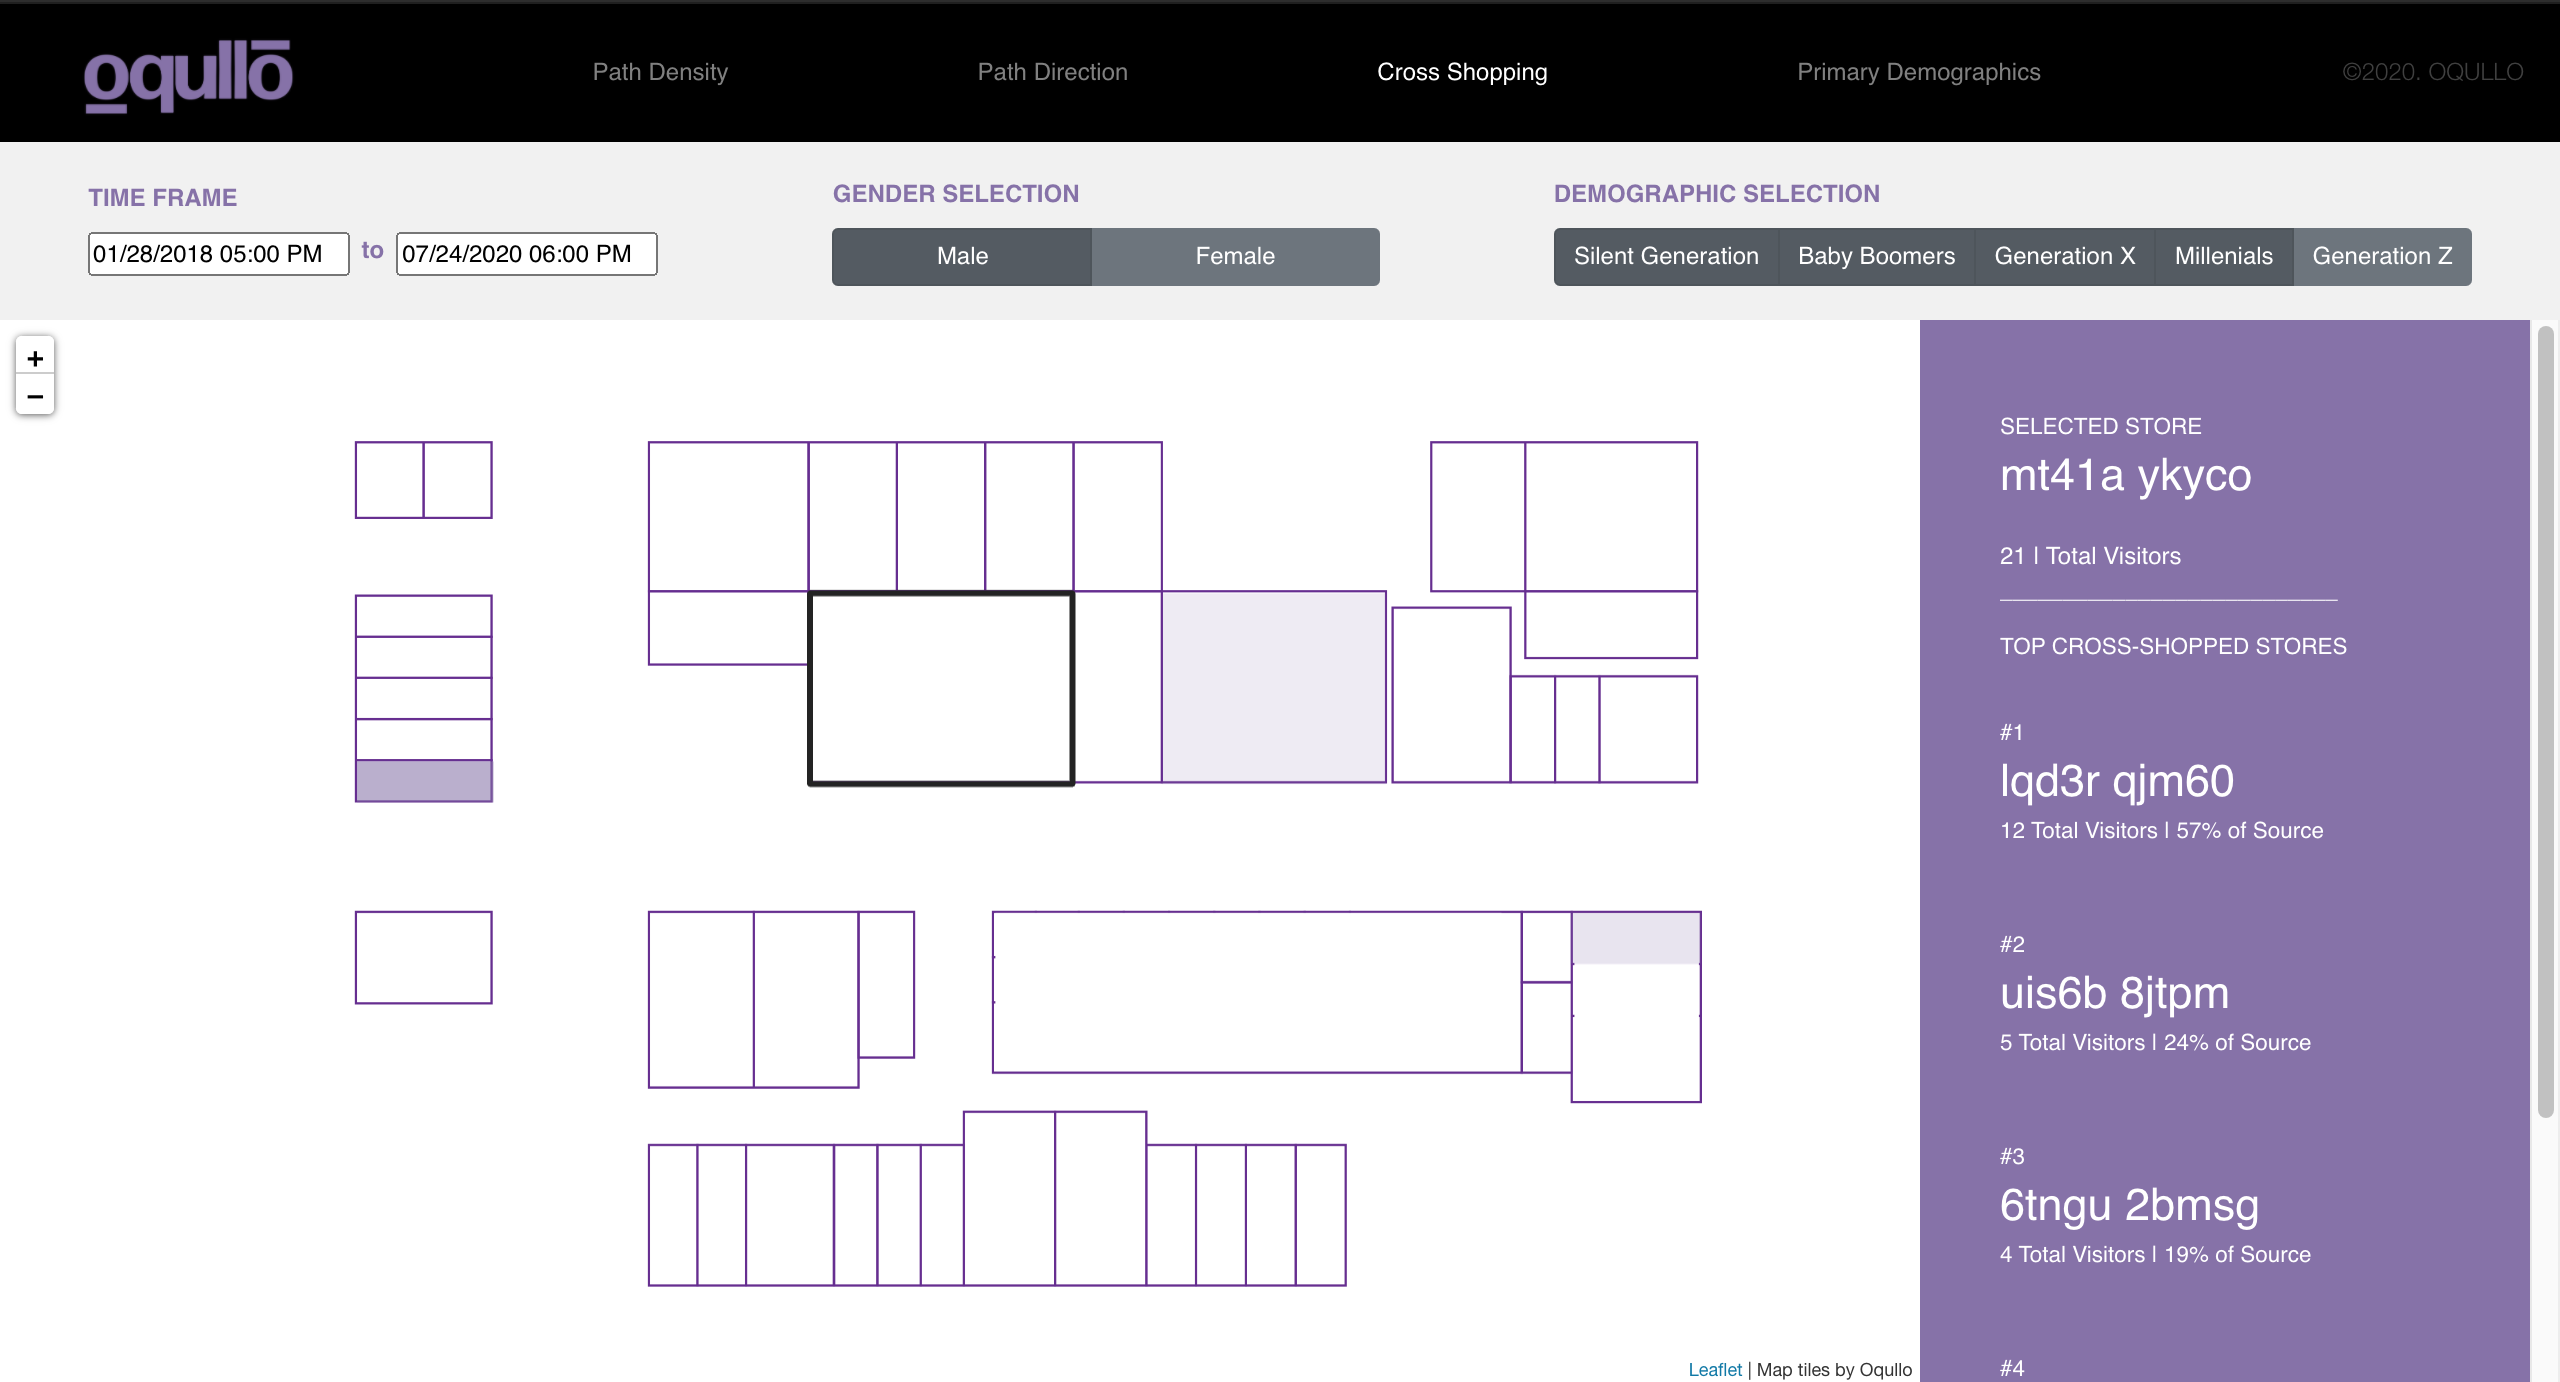 oqullo
Path Density
Path Direction
Cross Shopping
Primary Demographics
©2020. OQULLO
TIME FRAME
01/28/2018 05:00 PM to 07/24/2020 06:00 PM
GENDER SELECTION
Male
Female
DEMOGRAPHIC SELECTION
Silent Generation
Baby Boomers
Generation X
Millenials
Generation Z
+
−
SELECTED STORE
mt41a ykyco
21 | Total Visitors
TOP CROSS-SHOPPED STORES
#1
lqd3r qjm60
12 Total Visitors | 57% of Source
#2
uis6b 8jtpm
5 Total Visitors | 24% of Source
#3
6tngu 2bmsg
4 Total Visitors | 19% of Source
#4
Leaflet | Map tiles by Oqullo